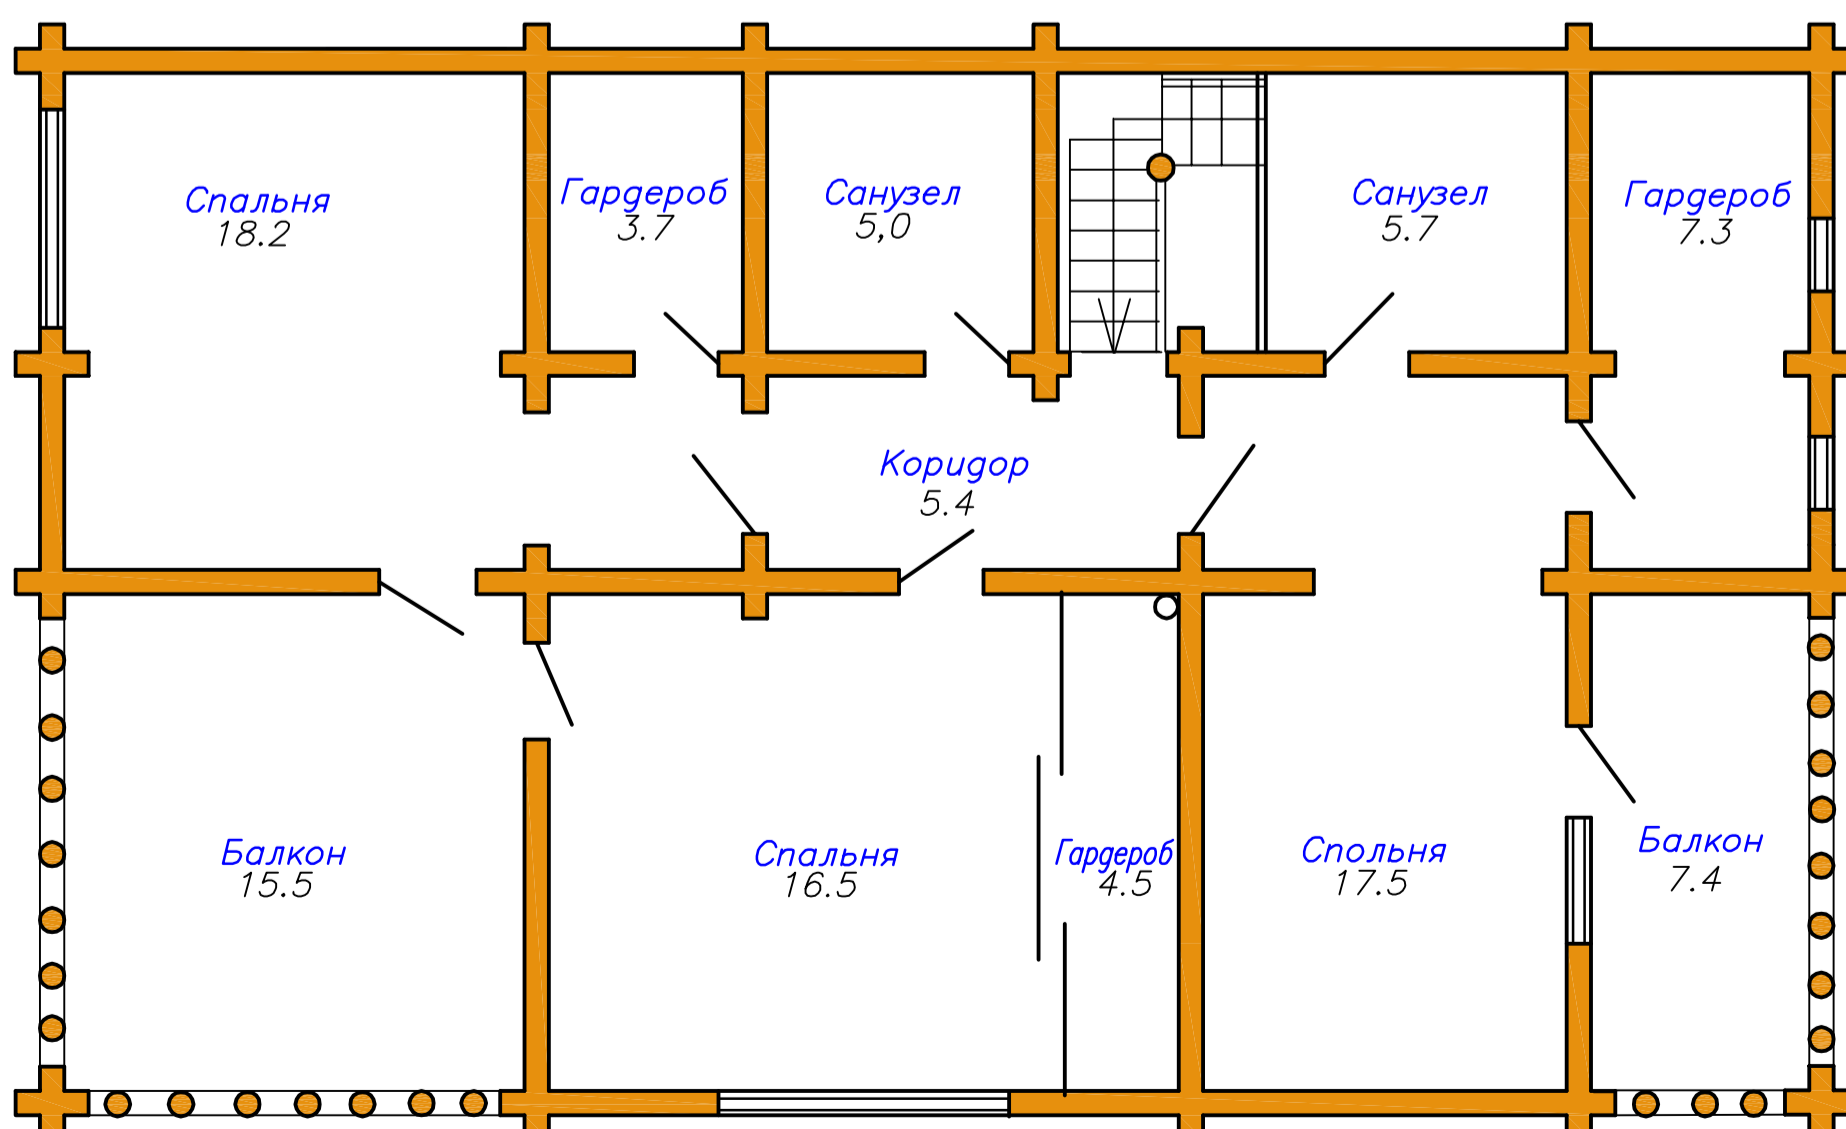 Спальня
18.2
Гардероб
3.7
Санузел
5,0
Санузел
5.7
Гардероб
7.3
Коридор
5.4
Балкон
15.5
Спальня
16.5
Гардероб
4.5
Спольня
17.5
Балкон
7.4